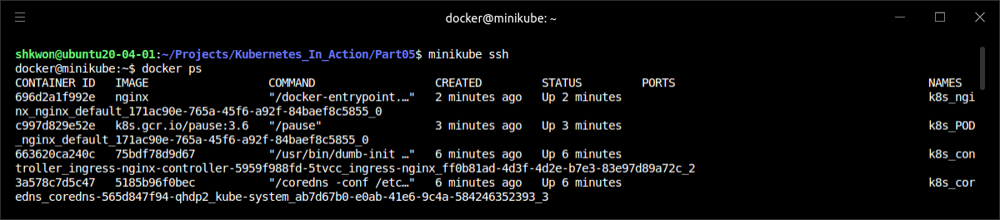 docker@minikube: ~
shkwon@ubuntu20-04-01:~/Projects/Kubernetes_In_Action/Part05$ minikube ssh
docker@minikube:~$ docker ps
CONTAINER ID   IMAGE                  COMMAND                  CREATED         STATUS         PORTS                                      NAMES
696d2a1f992e   nginx                  "/docker-entrypoint.…"   2 minutes ago   Up 2 minutes                                              k8s_ngi
nx_nginx_default_171ac90e-765a-45f6-a92f-84baef8c5855_0
c997d829e52e   k8s.gcr.io/pause:3.6   "/pause"                 3 minutes ago   Up 3 minutes                                              k8s_POD
_nginx_default_171ac90e-765a-45f6-a92f-84baef8c5855_0
663620ca240c   75bdf78d9d67           "/usr/bin/dumb-init …"   6 minutes ago   Up 6 minutes                                              k8s_con
troller_ingress-nginx-controller-5959f988fd-5tvcc_ingress-nginx_ff0b81ad-4d3f-4d2e-b7e3-83e97d89a72c_2
3a578c7d5c47   5185b96f0bec           "/coredns -conf /etc…"   6 minutes ago   Up 6 minutes                                              k8s_cor
edns_coredns-565d847f94-qhdp2_kube-system_ab7d67b0-e0ab-41e6-9c4a-584246352393_3